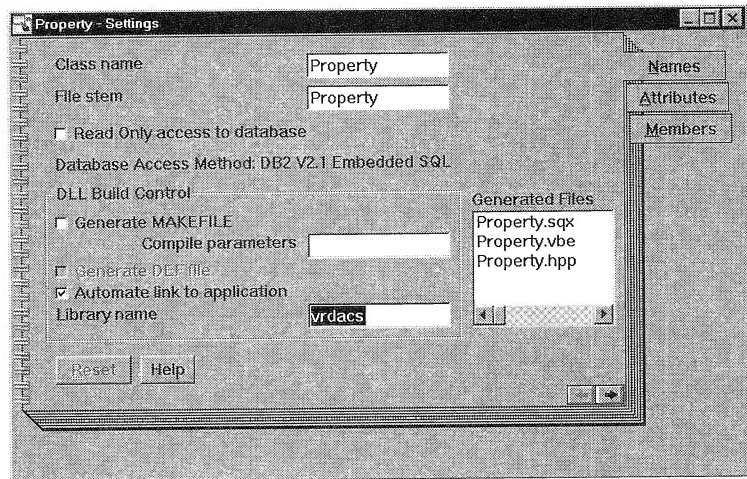 Property - Settings
Class name
Property
File stem
Property
Read Only access to database
Database Access Method: DB2 V2.1 Embedded SQL
DLL Build Control
Generate MAKEFILE
Compile parameters
Generate DEF file
Automate link to application
Library name
vrdacs
Generated Files
Property.sqx
Property.vbe
Property.hpp
Reset
Help
Names
Attributes
Members